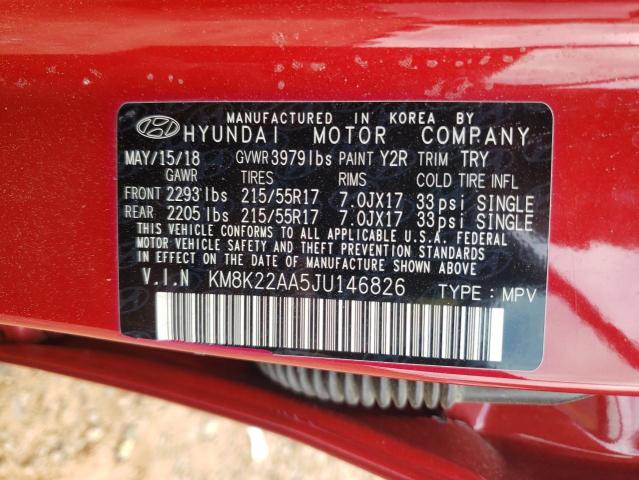 MANUFACTURED IN KOREA BY
HYUNDAI MOTOR COMPANY
MAY/15/18 GVWR 3979lbs PAINT Y2R TRIM TRY
GAWR TIRES RIMS COLD TIRE INFL
FRONT 2293 lbs 215/55R17 7.0JX17 33psi SINGLE
REAR 2205 lbs 215/55R17 7.0JX17 33psi SINGLE
THIS VEHICLE CONFORMS TO ALL APPLICABLE U.S.A. FEDERAL
MOTOR VEHICLE SAFETY AND THEFT PREVENTION STANDARDS
IN EFFECT ON THE DATE OF MANUFACTURE SHOWN ABOVE
V.I.N KM8K22AA5JU146826 TYPE : MPV